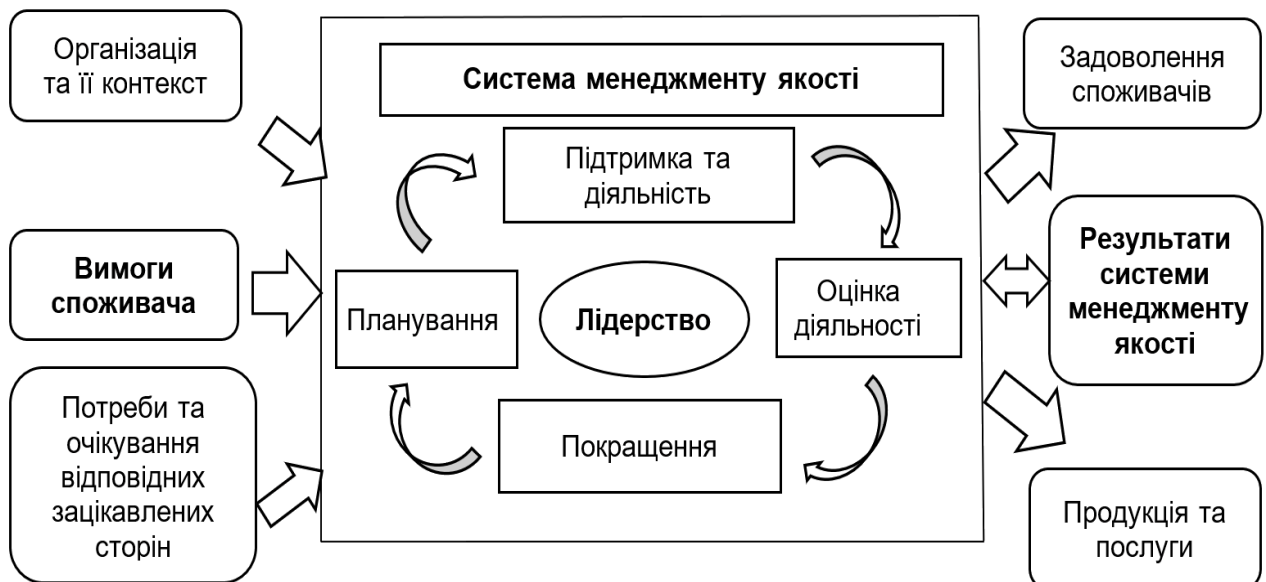 Організація
та її контекст
Вимоги
споживача
Потреби та
очікування
відповідних
зацікавлених
сторін
Система менеджменту якості
Підтримка та
діяльність
Планування
Лідерство
Оцінка
діяльності
Покращення
Задоволення
споживачів
Результати
системи
менеджменту
якості
Продукція та
послуги